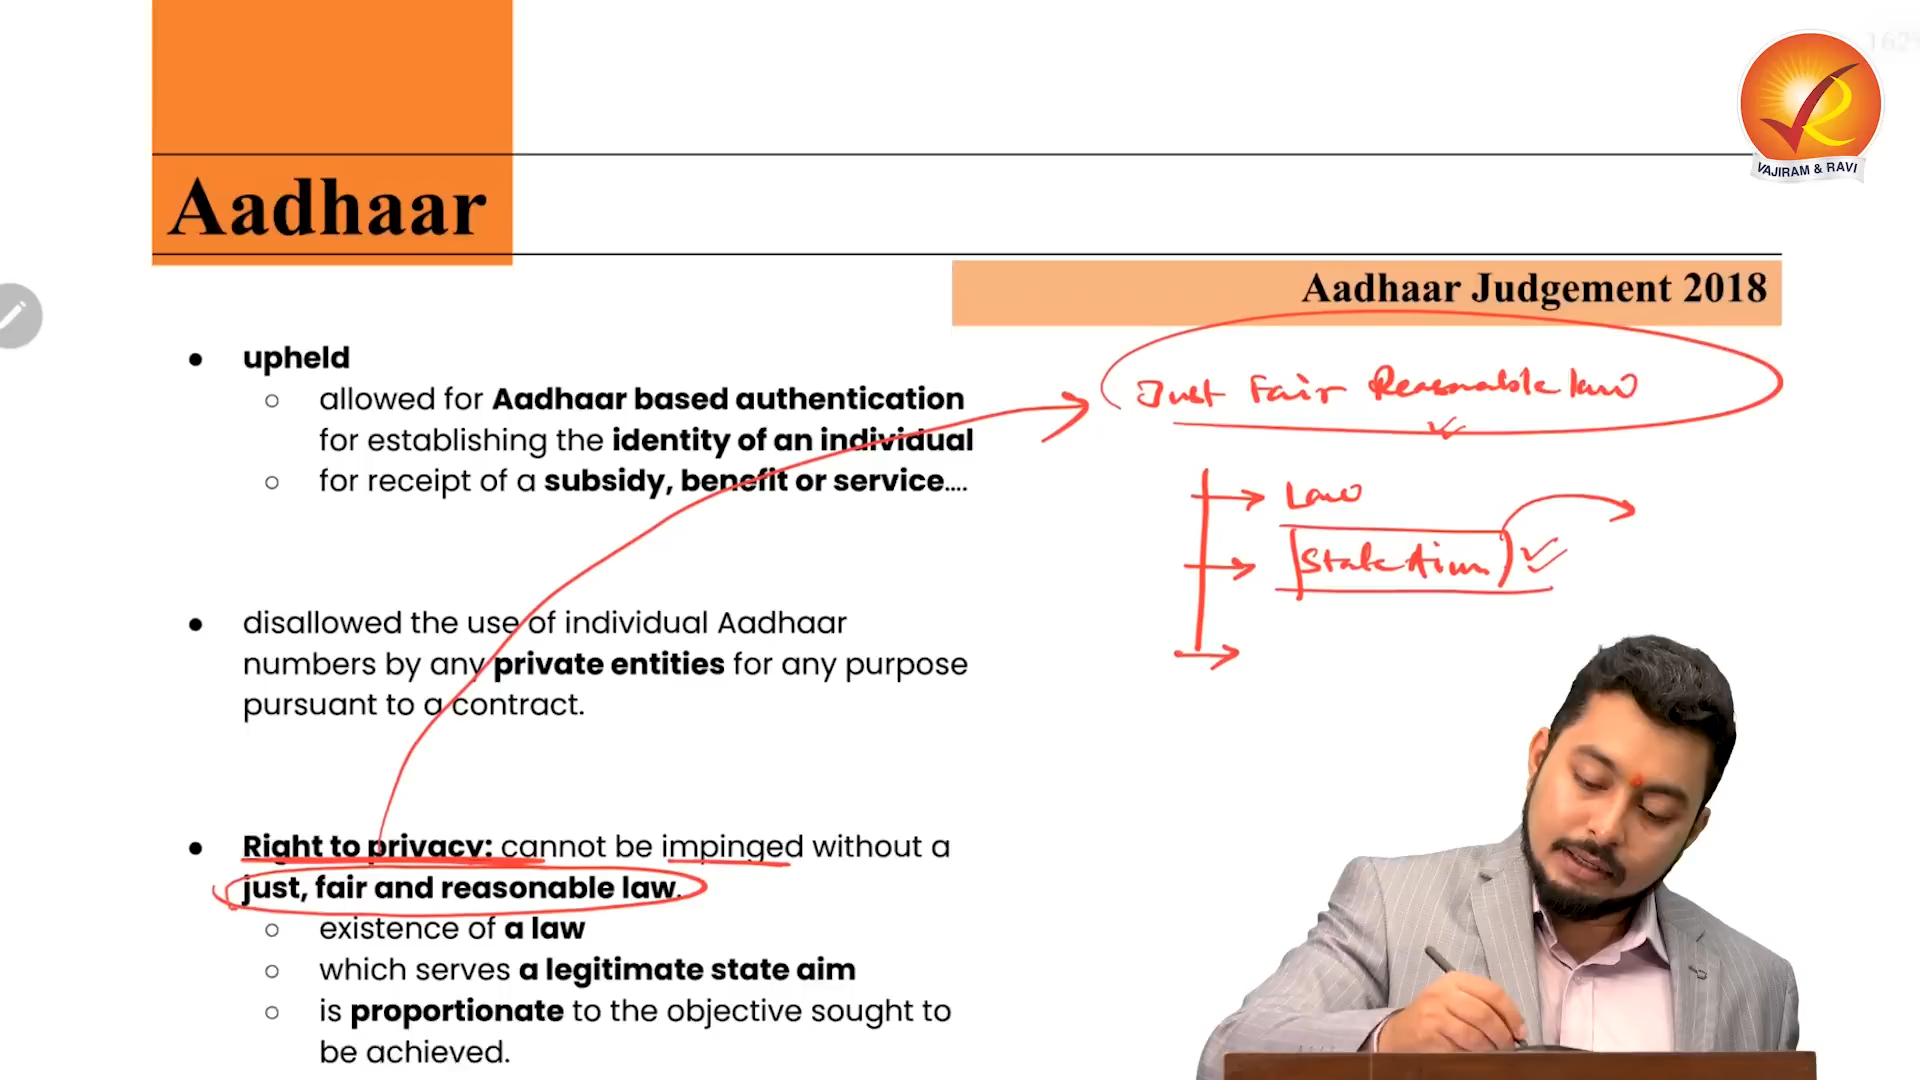 VAJIRAM & RAVI
Aadhaar
Aadhaar Judgement 2018
● upheld
○ allowed for Aadhaar based authentication
for establishing the identity of an individual
○ for receipt of a subsidy, benefit or service....
● disallowed the use of individual Aadhaar
numbers by any private entities for any purpose
pursuant to a contract.
● Right to privacy: cannot be impinged without a
just, fair and reasonable law.
○ existence of a law
○ which serves a legitimate state aim
○ is proportionate to the objective sought to
be achieved.
Just Fair Reasonable law
Law
State Aim